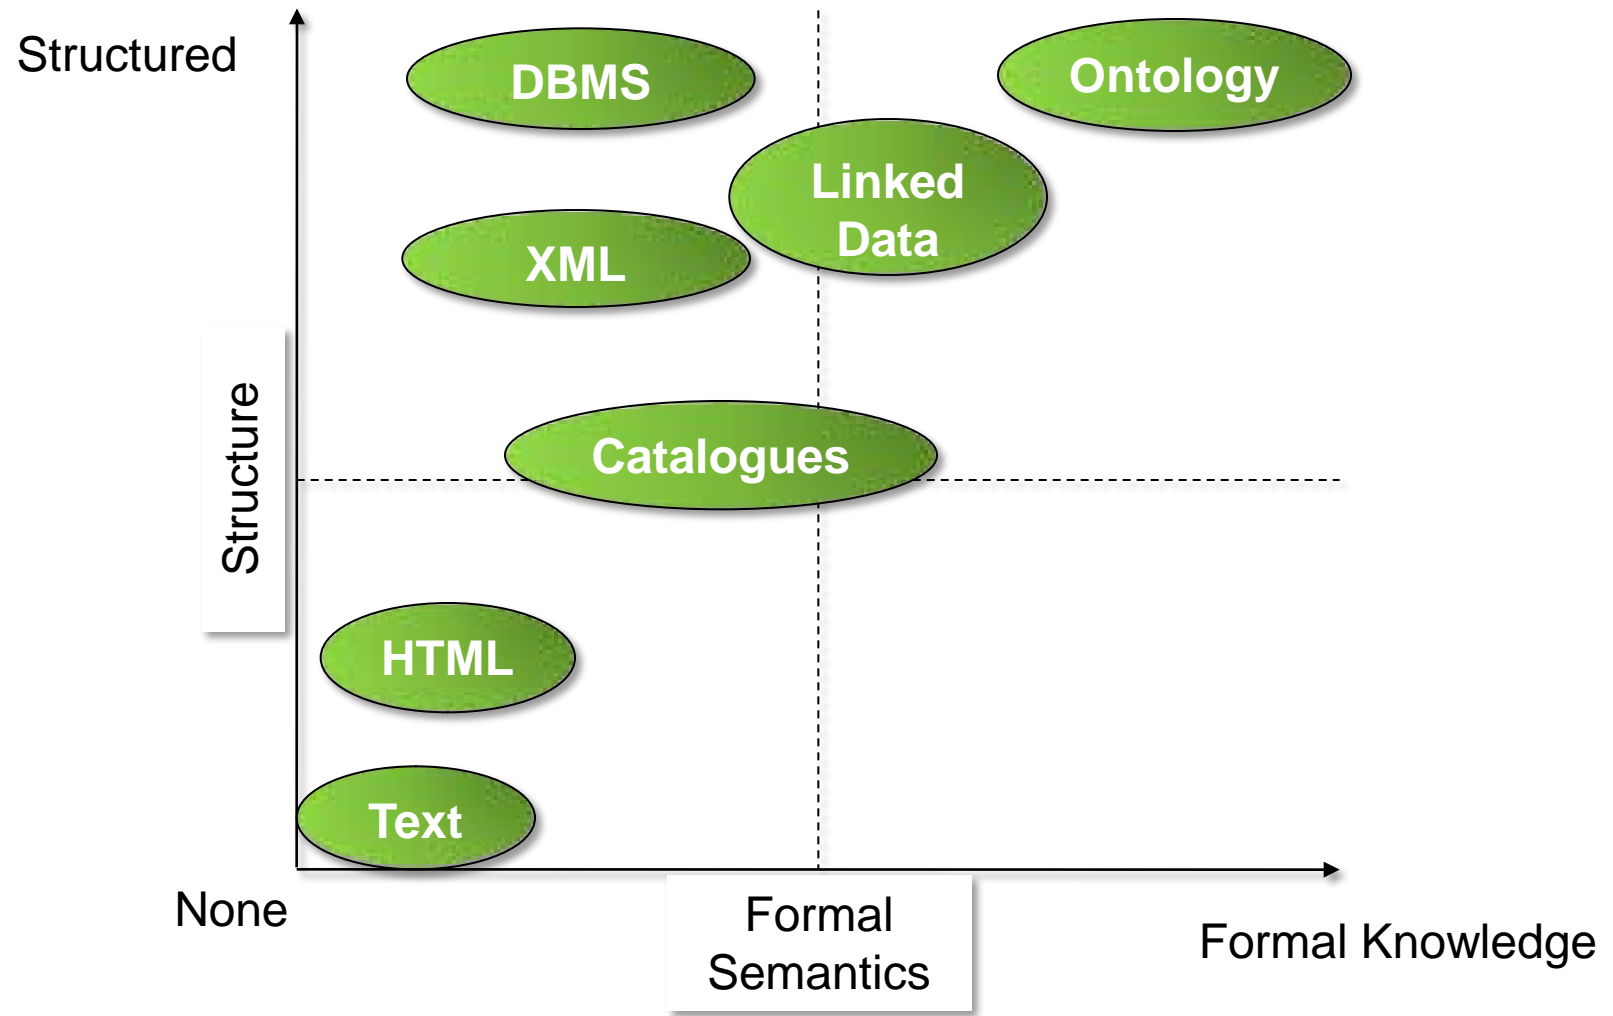 Structured
DBMS
Ontology
Linked
Data
XML
Structure
Catalogues
HTML
Text
None
Formal
Semantics
Formal Knowledge